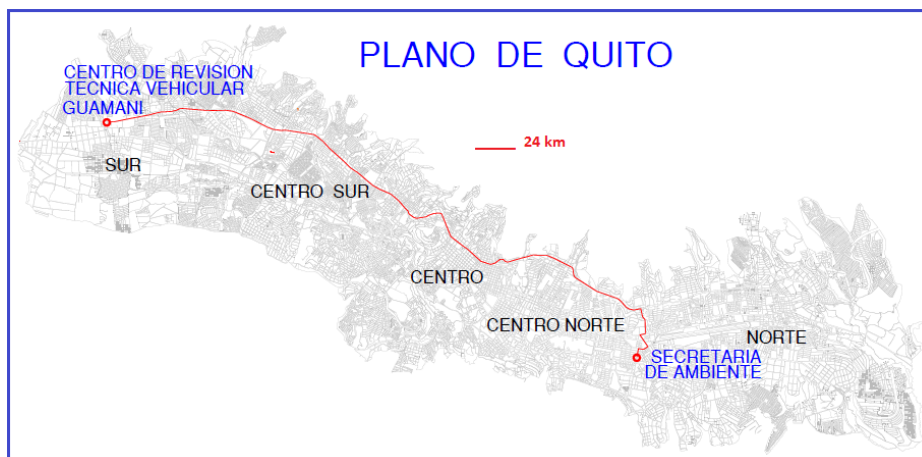 PLANO DE QUITO
CENTRO DE REVISION
TECNICA VEHICULAR
GUAMANI
24 km
SUR
CENTRO SUR
CENTRO
CENTRO NORTE
NORTE
SECRETARIA
DE AMBIENTE